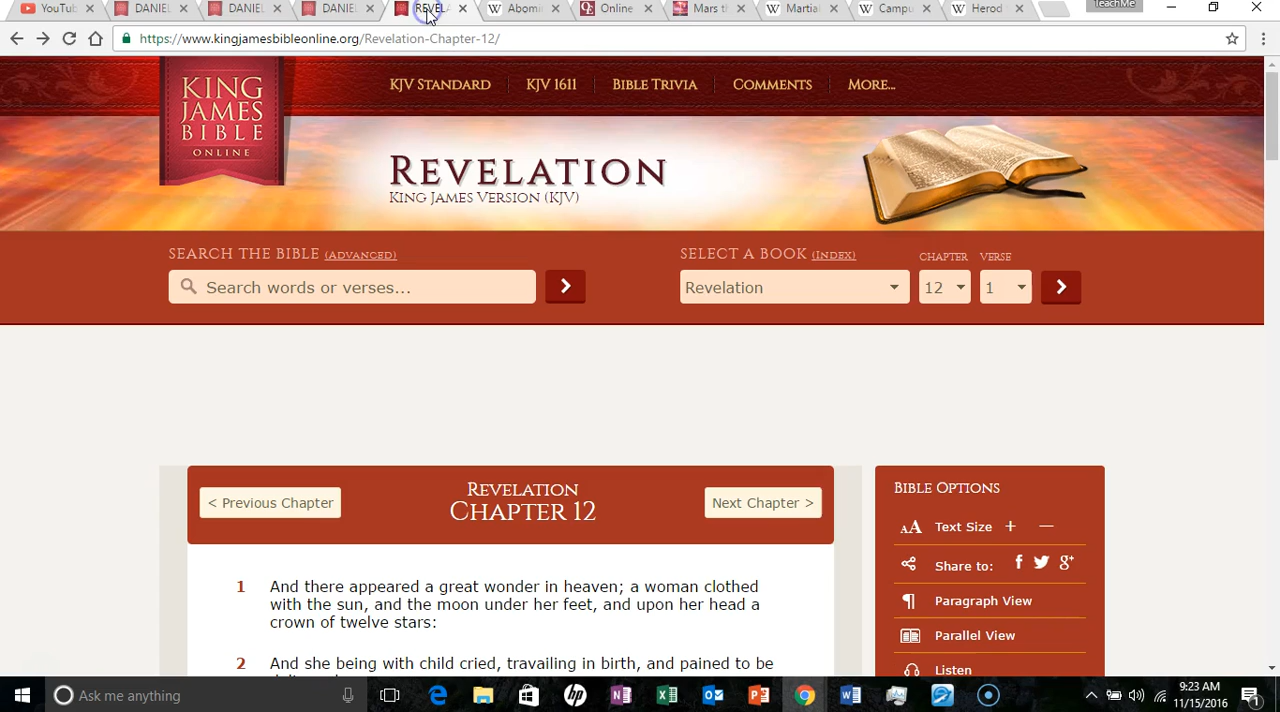 YouTub
DANIEL
DANIEL
DANIEL
REVEL
Abomin
Online
Mars th
Martial
Campu
Herod
TeachMe
https://www.kingjamesbibleonline.org/Revelation-Chapter-12/
KING
JAMES
BIBLE
ONLINE
KJV STANDARD
KJV 1611
BIBLE TRIVIA
COMMENTS
MORE...
REVELATION
KING JAMES VERSION (KJV)
SEARCH THE BIBLE (ADVANCED)
Search words or verses...
SELECT A BOOK (INDEX)
CHAPTER
VERSE
Revelation
12
1
< Previous Chapter
REVELATION
CHAPTER 12
Next Chapter >
1 And there appeared a great wonder in heaven; a woman clothed
with the sun, and the moon under her feet, and upon her head a
crown of twelve stars:
2 And she being with child cried, travailing in birth, and pained to be
BIBLE OPTIONS
AA Text Size + —
Share to:
Paragraph View
Parallel View
Listen
Ask me anything
9:23 AM
11/15/2016